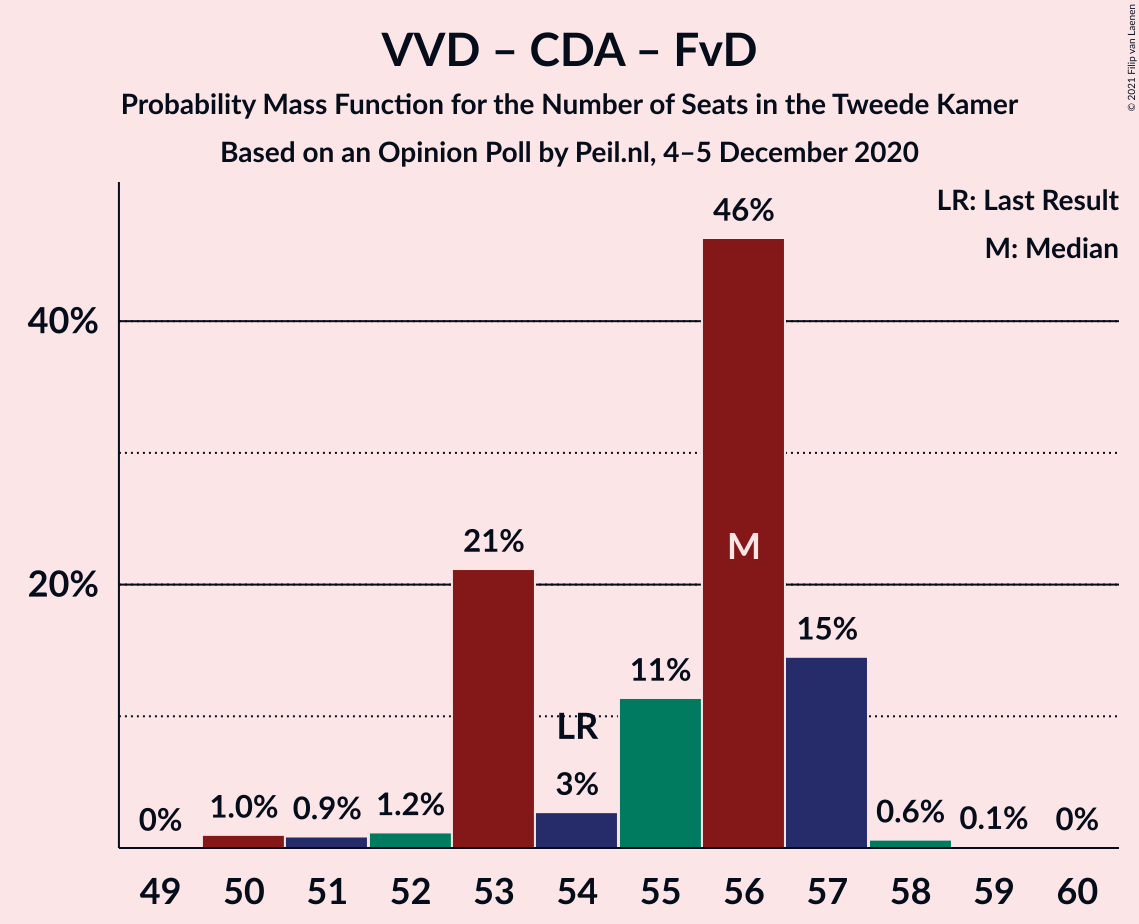 VVD – CDA – FvD
Probability Mass Function for the Number of Seats in the Tweede Kamer
Based on an Opinion Poll by Peil.nl, 4–5 December 2020
© 2021 Filip van Laenen
LR: Last Result
M: Median
46%
40%
M
21%
20%
15%
11%
LR
3%
0%
1.0%
0.9%
1.2%
0.6%
0.1%
0%
49 50 51 52 53 54 55 56 57 58 59 60